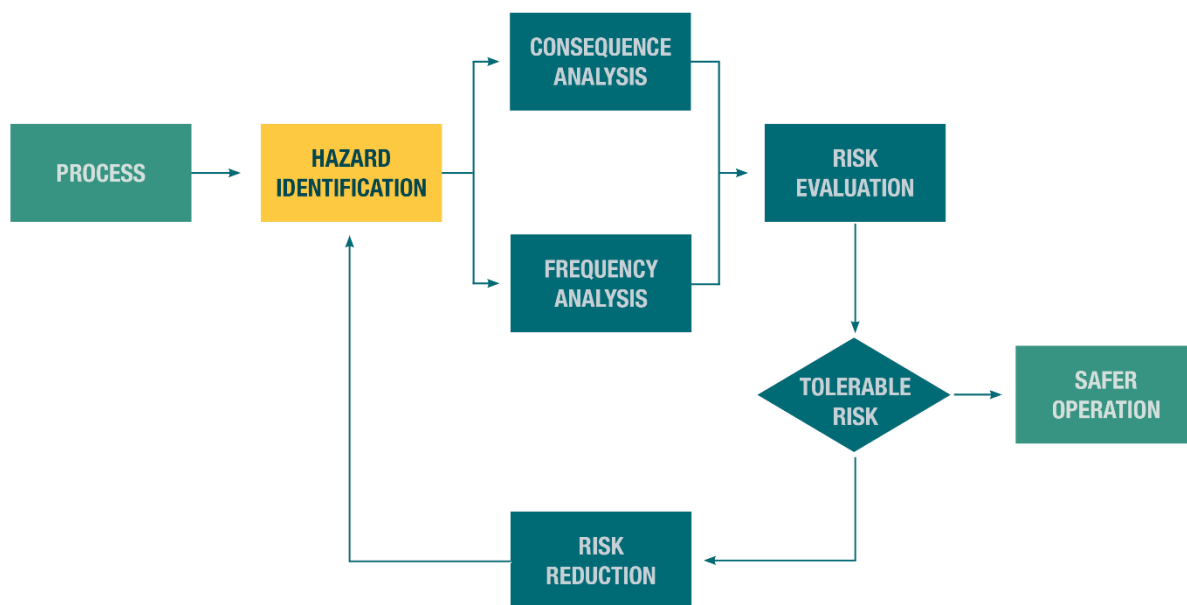 CONSEQUENCE
ANALYSIS
PROCESS
HAZARD
IDENTIFICATION
RISK
EVALUATION
FREQUENCY
ANALYSIS
TOLERABLE
RISK
SAFER
OPERATION
RISK
REDUCTION